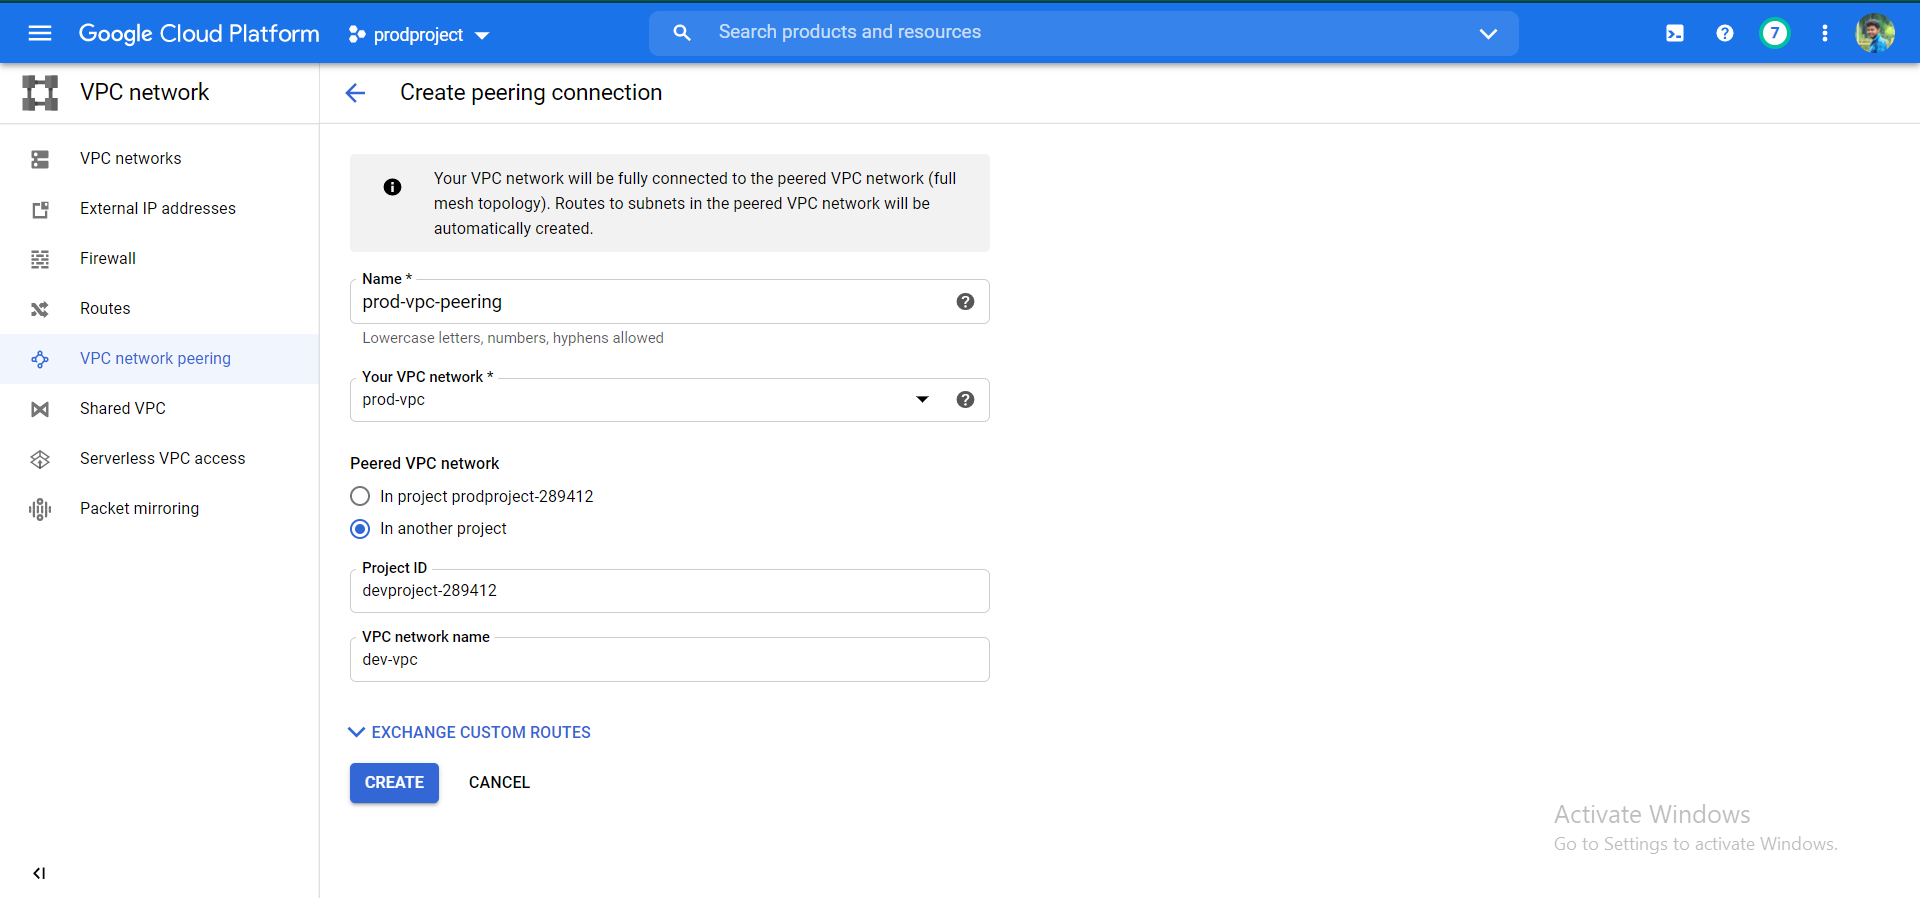 Google Cloud Platform
prodproject
Search products and resources
7
VPC network
Create peering connection
VPC networks
External IP addresses
Firewall
Routes
VPC network peering
Shared VPC
Serverless VPC access
Packet mirroring
Your VPC network will be fully connected to the peered VPC network (full
mesh topology). Routes to subnets in the peered VPC network will be
automatically created.
Name *
prod-vpc-peering
Lowercase letters, numbers, hyphens allowed
Your VPC network *
prod-vpc
Peered VPC network
In project prodproject-289412
In another project
Project ID
devproject-289412
VPC network name
dev-vpc
EXCHANGE CUSTOM ROUTES
CREATE
CANCEL
Activate Windows
Go to Settings to activate Windows.